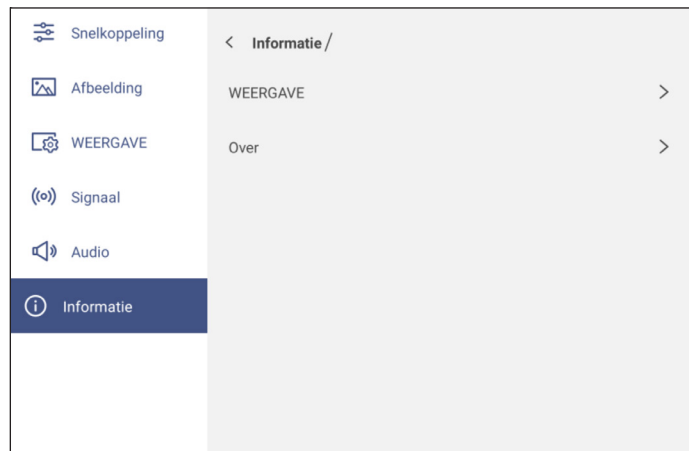 Snelkoppeling
Afbeelding
WEERGAVE
Signaal
Audio
Informatie
< Informatie/
WEERGAVE >
Over >